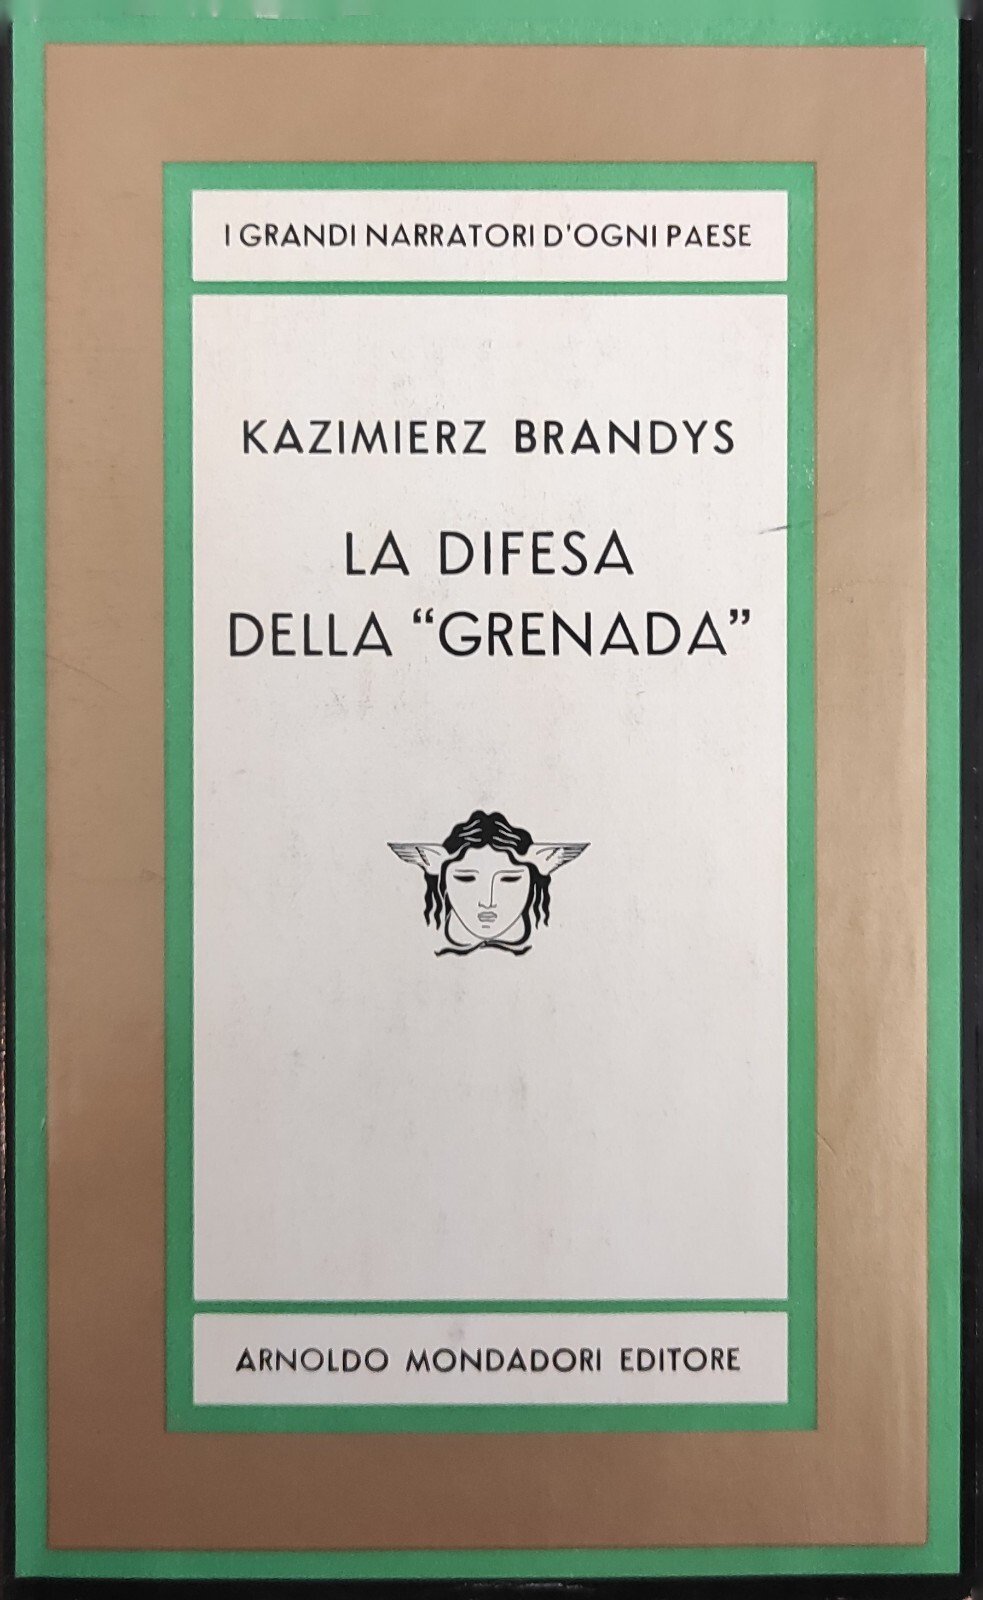 I GRANDI NARRATORI D'OGNI PAESE
KAZIMIERZ BRANDYS
LA DIFESA
DELLA “GRENADA”
ARNOLDO MONDADORI EDITORE